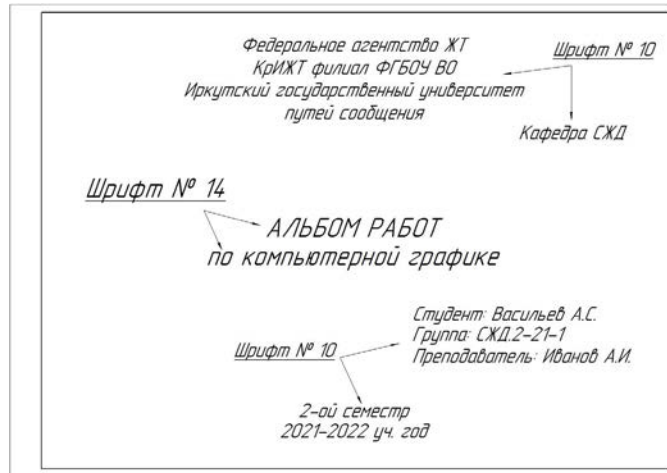 Федеральное агентство ЖТ
КрИЖТ филиал ФГБОУ ВО
Иркутский государственный университет
путей сообщения
Шрифт № 10
Кафедра СЖД
Шрифт № 14
АЛЬБОМ РАБОТ
по компьютерной графике
Студент: Васильев А.С.
Группа: СЖД.2-21-1
Преподаватель: Иванов А.И.
Шрифт № 10
2-ой семестр
2021-2022 уч. год